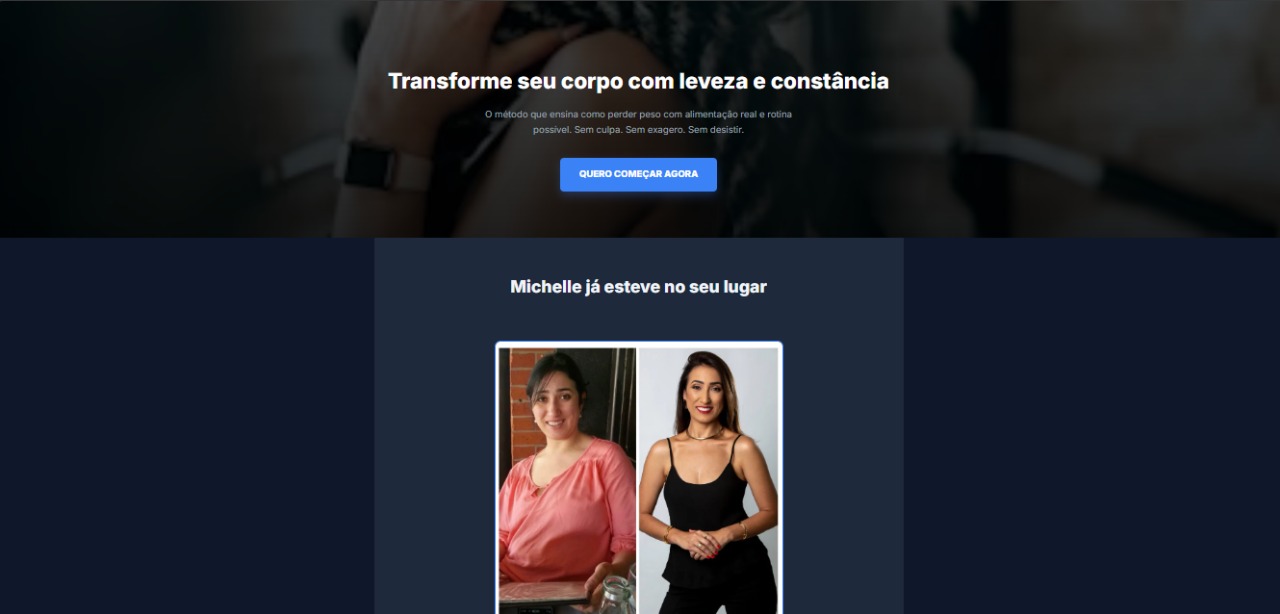 Transforme seu corpo com leveza e constância
O método que ensina como perder peso com alimentação real e rotina
possível. Sem culpa. Sem exagero. Sem desistir.
QUERO COMEÇAR AGORA
Michelle já esteve no seu lugar